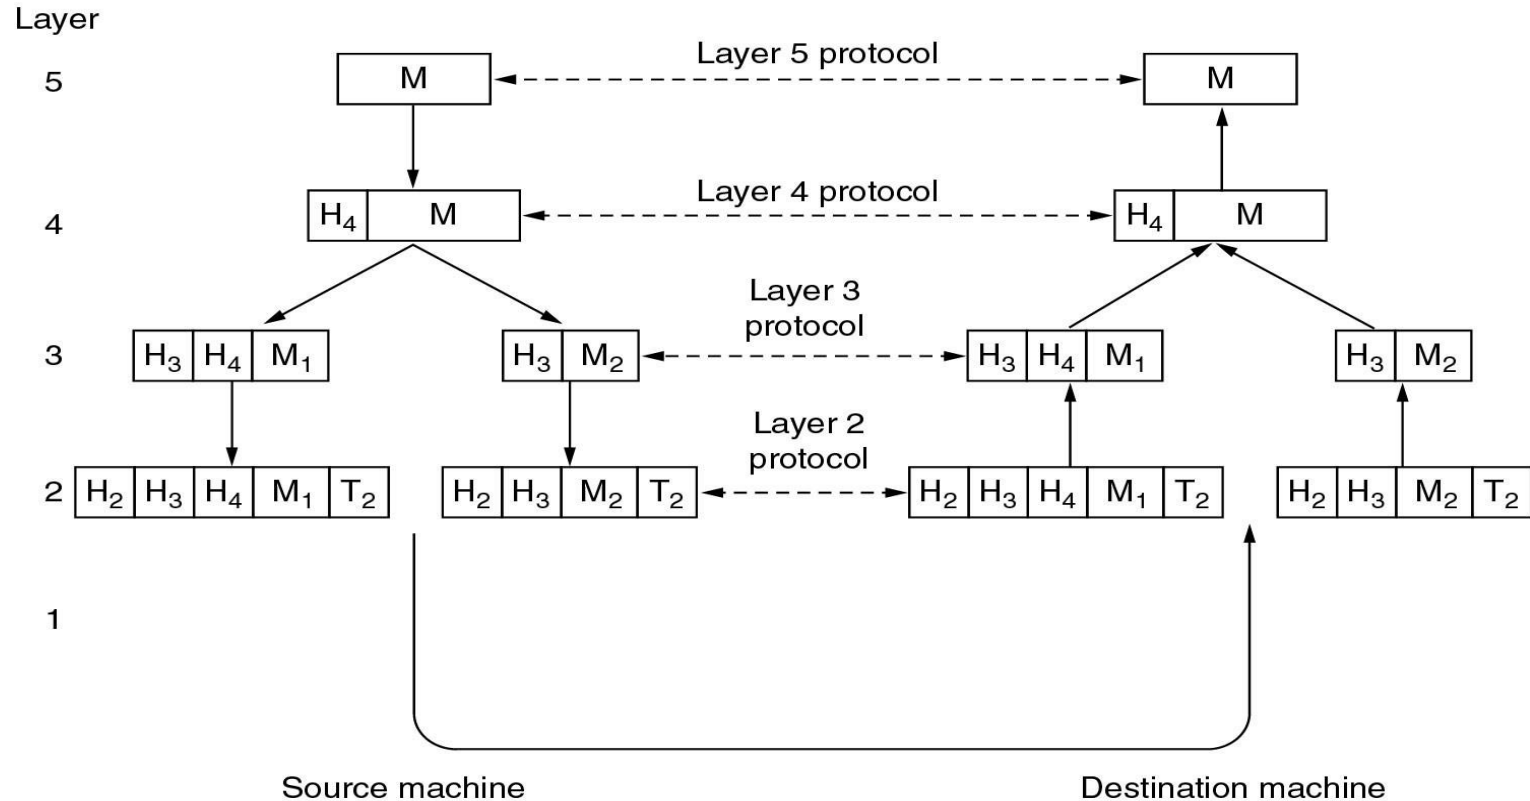 Layer
5 M Layer 5 protocol M
4 H₄ M Layer 4 protocol H₄ M
Layer 3
protocol
3 H₃ H₄ M₁ H₃ M₂ H₃ H₄ M₁ H₃ M₂
Layer 2
protocol
2 H₂ H₃ H₄ M₁ T₂ H₂ H₃ M₂ T₂ H₂ H₃ H₄ M₁ T₂ H₂ H₃ M₂ T₂
1
Source machine Destination machine